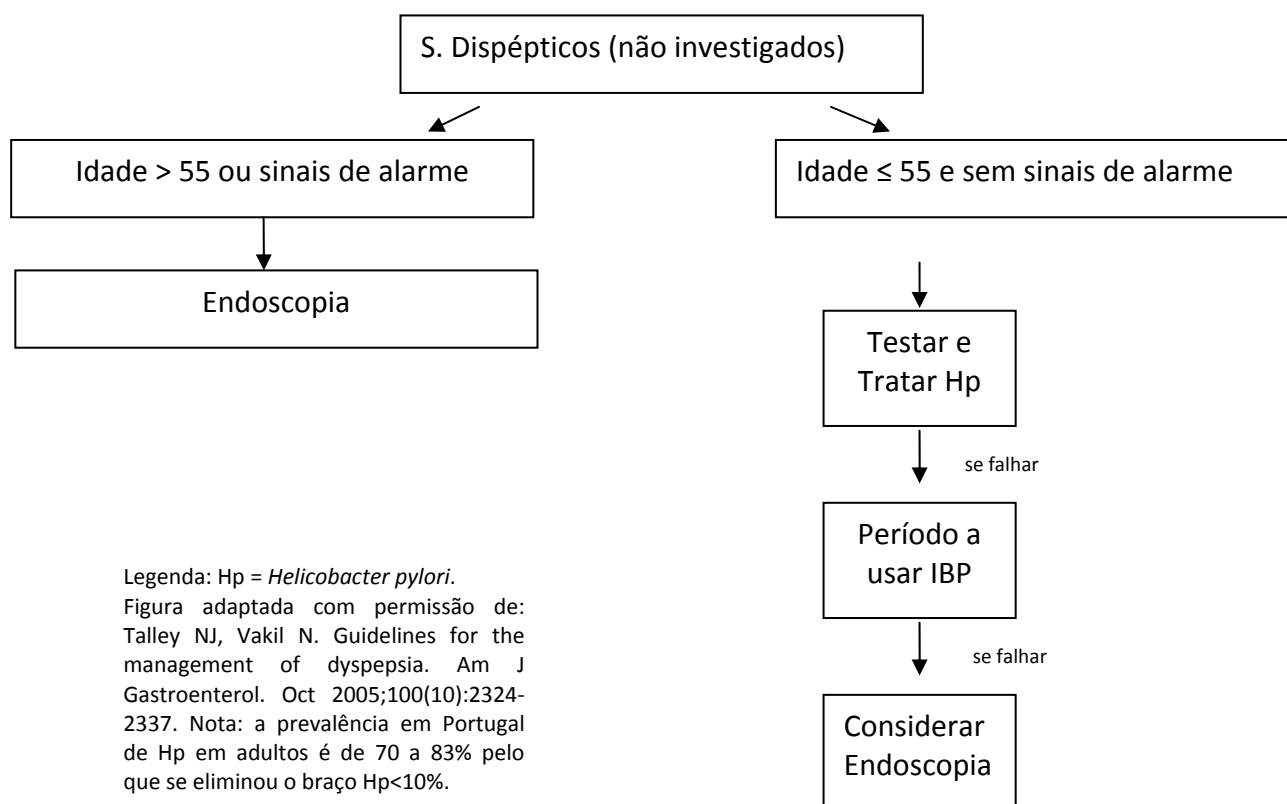 S. Dispépticos (não investigados)
Idade > 55 ou sinais de alarme
Endoscopia
Idade ≤ 55 e sem sinais de alarme
Testar e
Tratar Hp
se falhar
Período a
usar IBP
se falhar
Considerar
Endoscopia
Legenda: Hp = Helicobacter pylori.
Figura adaptada com permissão de:
Talley NJ, Vakil N. Guidelines for the
management of dyspepsia. Am J
Gastroenterol. Oct 2005;100(10):2324-
2337. Nota: a prevalência em Portugal
de Hp em adultos é de 70 a 83% pelo
que se eliminou o braço Hp<10%.